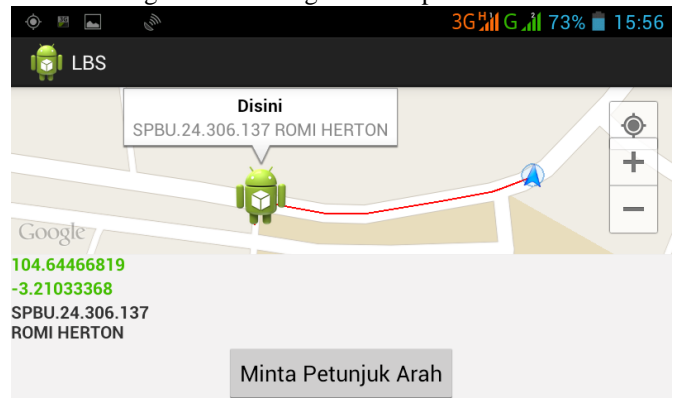 3G H G 2 73% 15:56
LBS
Disini
SPBU.24.306.137 ROMI HERTON
Google
104.64466819
-3.21033368
SPBU.24.306.137
ROMI HERTON
Minta Petunjuk Arah